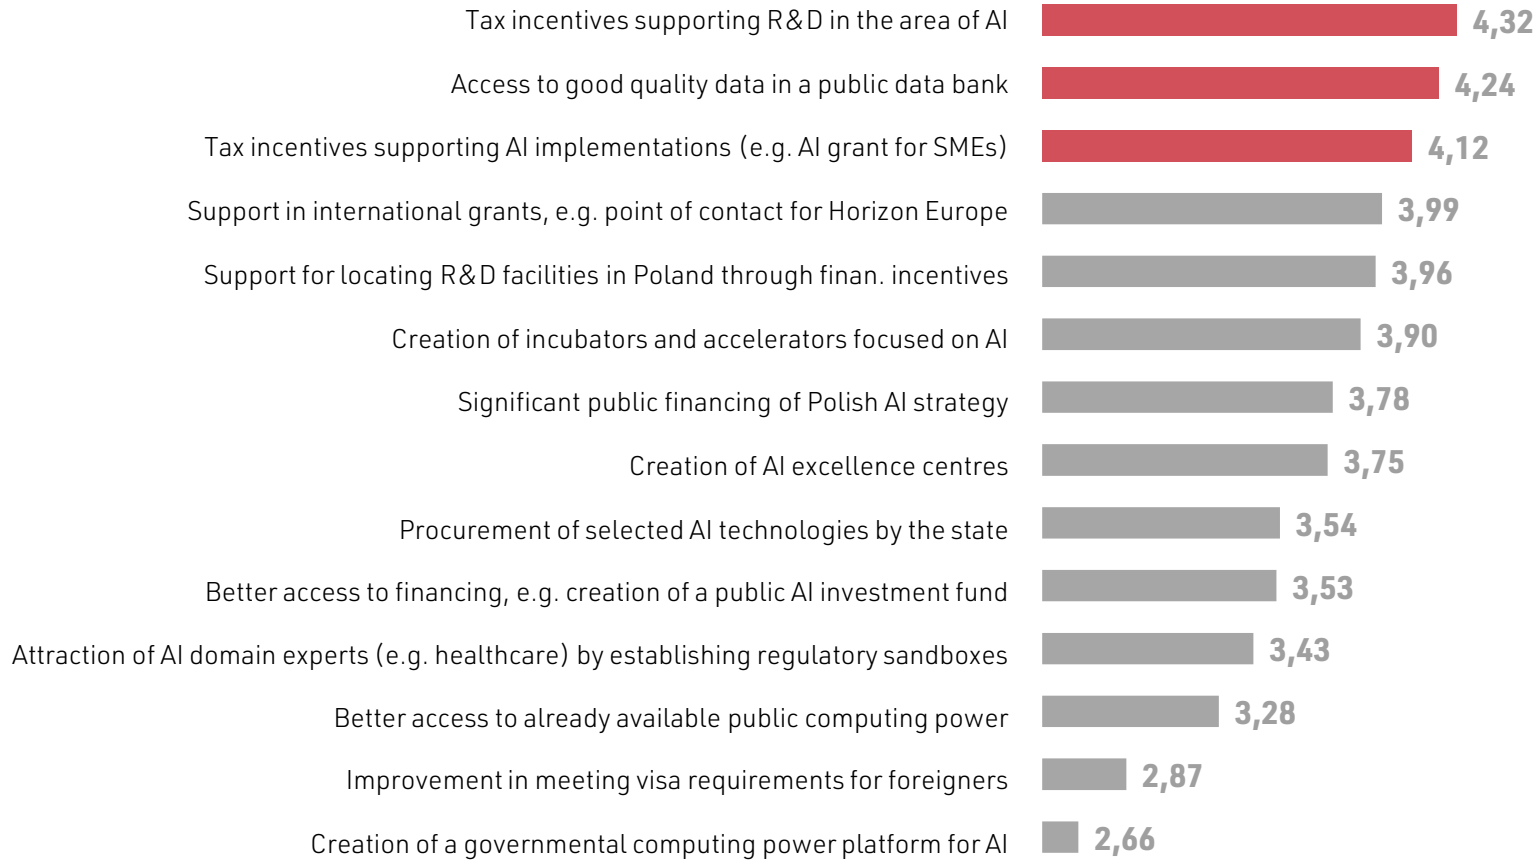 Tax incentives supporting R&D in the area of AI 4,32
Access to good quality data in a public data bank 4,24
Tax incentives supporting AI implementations (e.g. AI grant for SMEs) 4,12
Support in international grants, e.g. point of contact for Horizon Europe 3,99
Support for locating R&D facilities in Poland through finan. incentives 3,96
Creation of incubators and accelerators focused on AI 3,90
Significant public financing of Polish AI strategy 3,78
Creation of AI excellence centres 3,75
Procurement of selected AI technologies by the state 3,54
Better access to financing, e.g. creation of a public AI investment fund 3,53
Attraction of AI domain experts (e.g. healthcare) by establishing regulatory sandboxes 3,43
Better access to already available public computing power 3,28
Improvement in meeting visa requirements for foreigners 2,87
Creation of a governmental computing power platform for AI 2,66